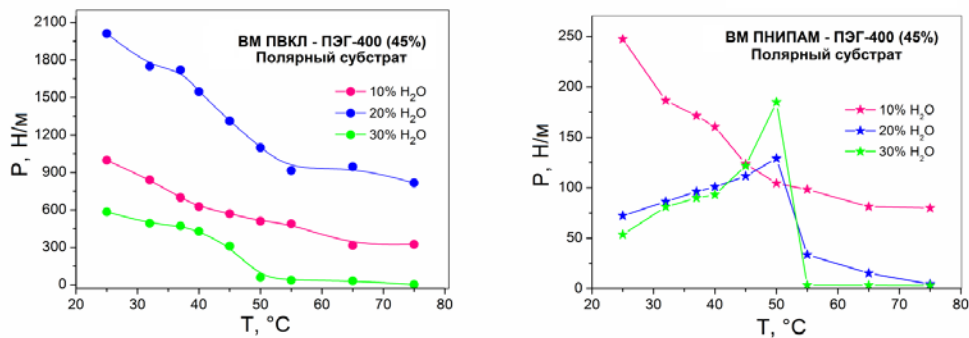 ВМ ПВКЛ - ПЭГ-400 (45%)
Полярный субстрат
10% H₂O
20% H₂O
30% H₂O
P, Н/м
2100
1800
1500
1200
900
600
300
0
20 30 40 50 60 70 80
T, °C
ВМ ПНИПАМ - ПЭГ-400 (45%)
Полярный субстрат
10% H₂O
20% H₂O
30% H₂O
P, Н/м
250
200
150
100
50
0
20 30 40 50 60 70 80
T, °C